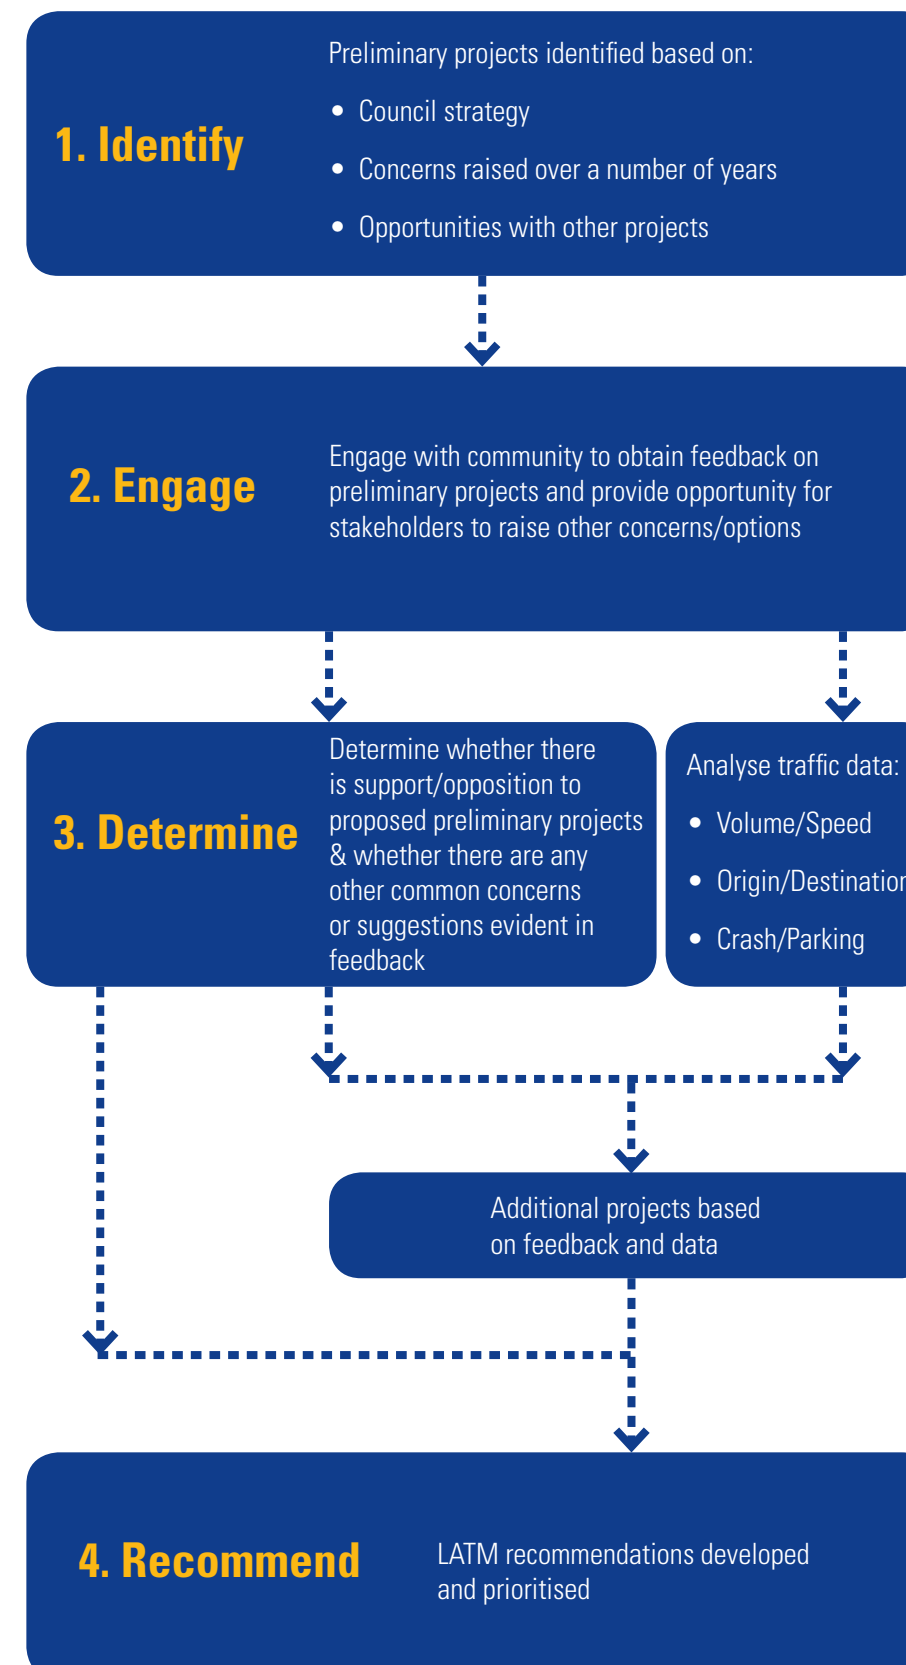 1. Identify
Preliminary projects identified based on:
• Council strategy
• Concerns raised over a number of years
• Opportunities with other projects
2. Engage
Engage with community to obtain feedback on
preliminary projects and provide opportunity for
stakeholders to raise other concerns/options
3. Determine
Determine whether there
is support/opposition to
proposed preliminary projects
& whether there are any
other common concerns
or suggestions evident in
feedback
Analyse traffic data:
• Volume/Speed
• Origin/Destination
• Crash/Parking
Additional projects based
on feedback and data
4. Recommend
LATM recommendations developed
and prioritised